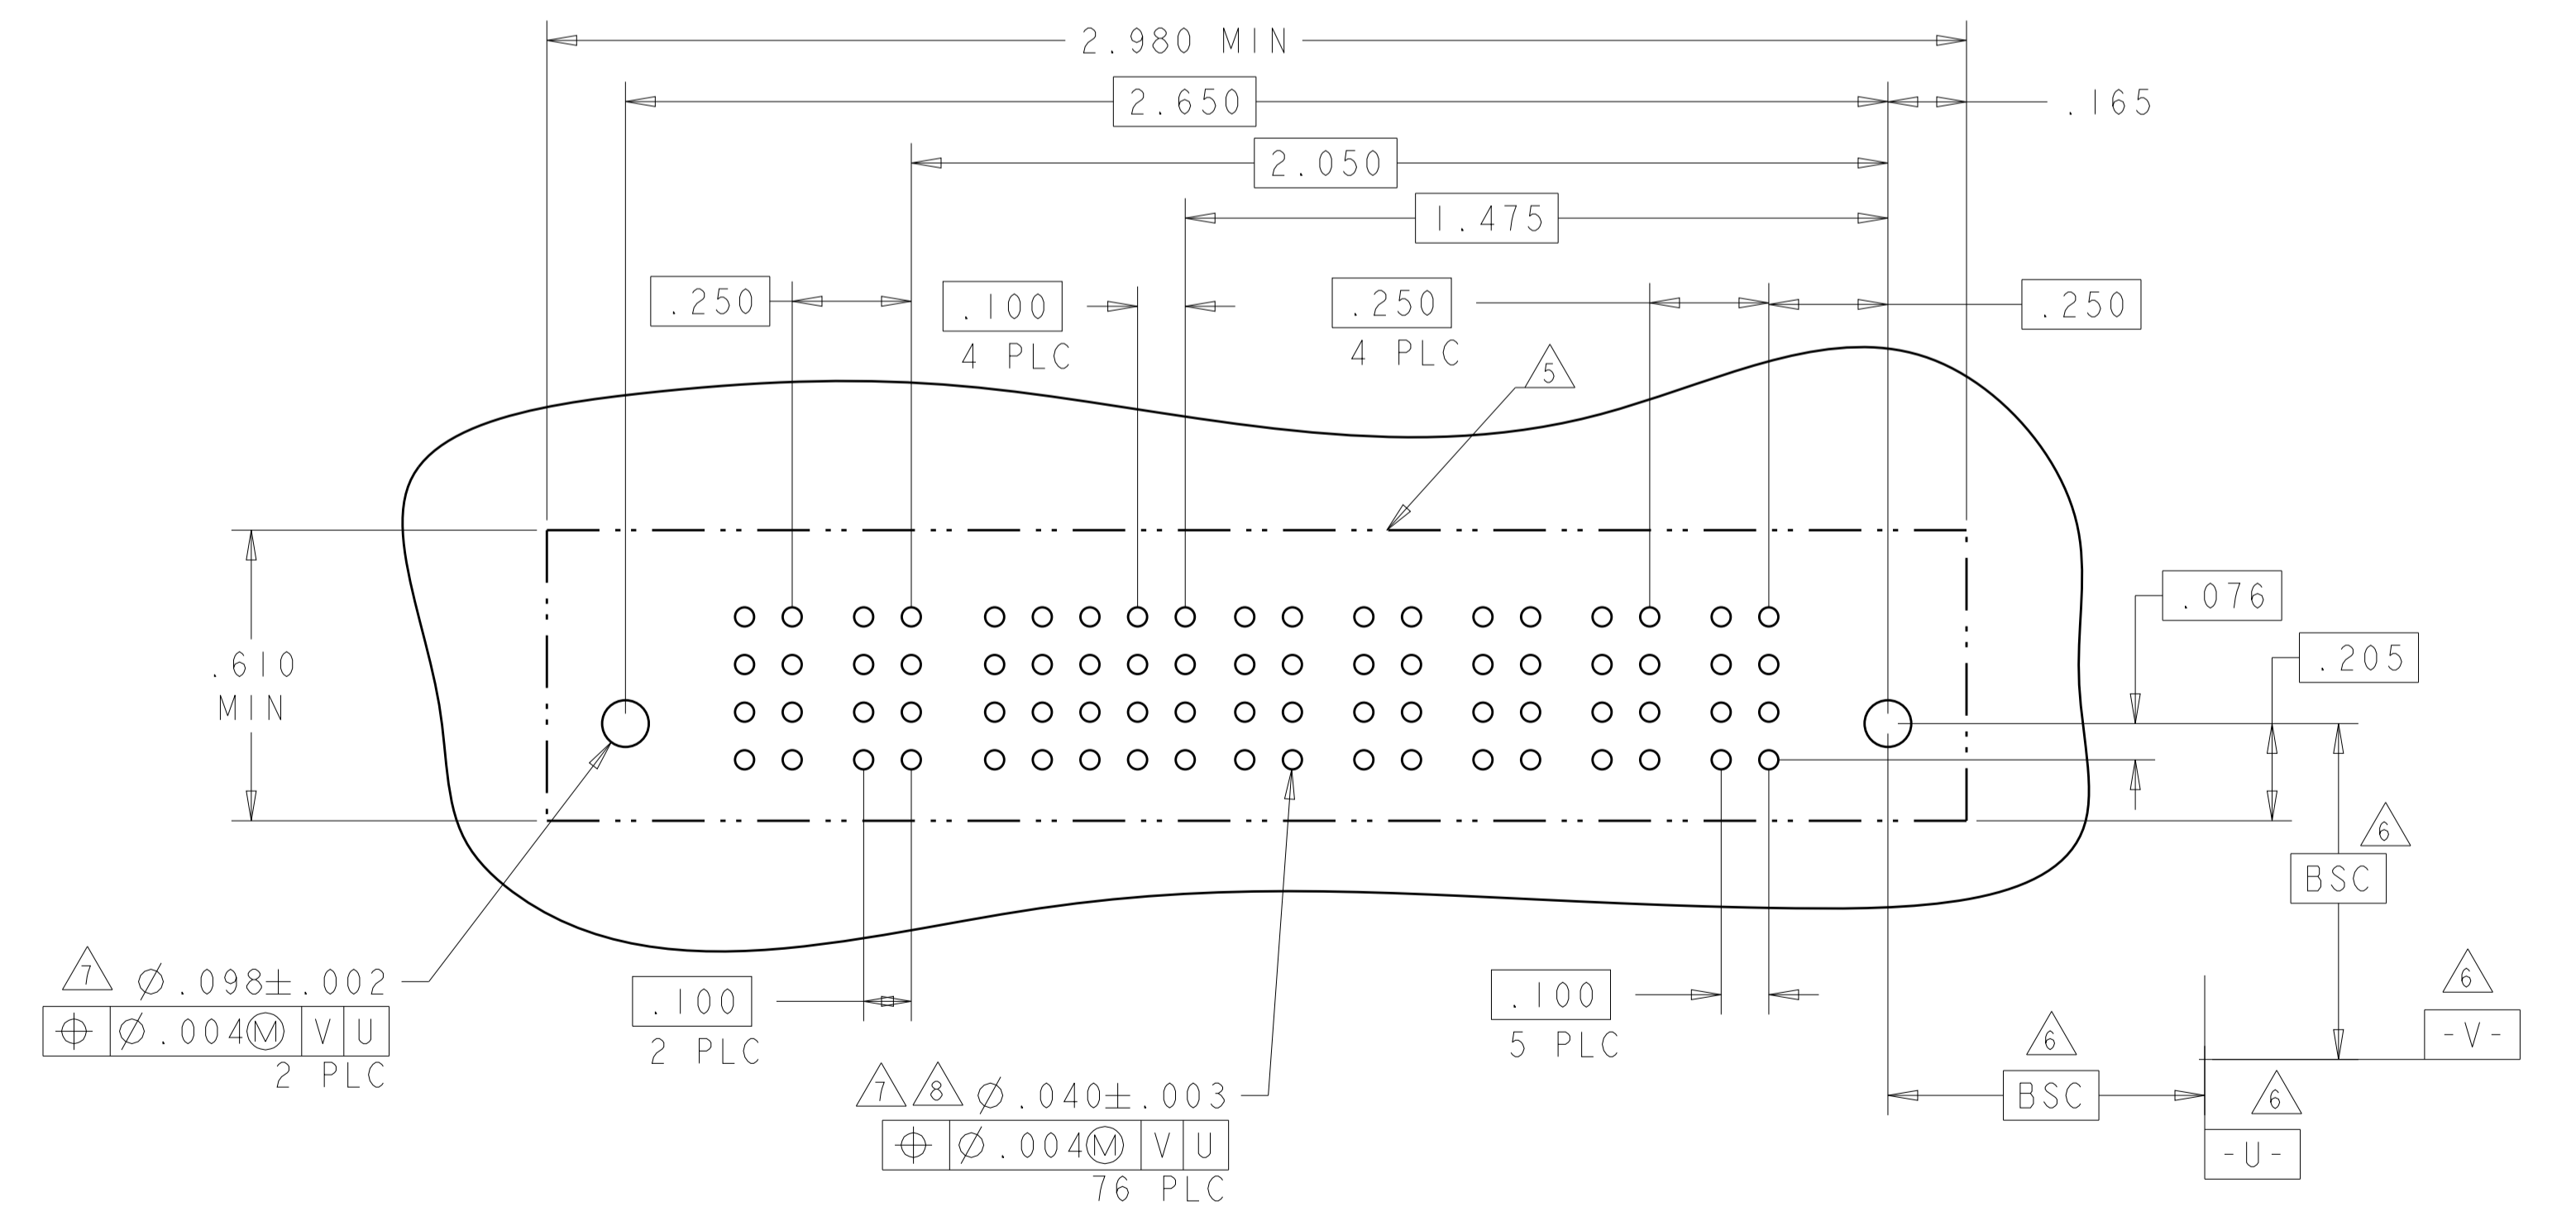 2.980 MIN
2.650
.165
2.050
1.475
.250
.100
4 PLC
.250
4 PLC
.250
5
.076
.205
.610
MIN
6
BSC
7 Ø.098±.002
⌖ Ø.004Ⓜ V U
2 PLC
.100
2 PLC
.100
5 PLC
7 8 Ø.040±.003
⌖ Ø.004Ⓜ V U
76 PLC
6
BSC
6
-V-
6
-U-